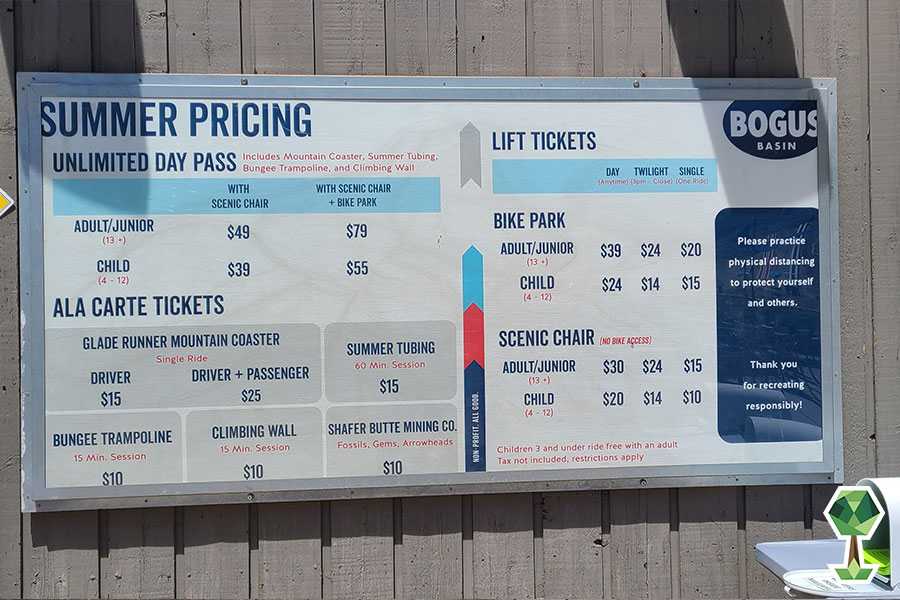 SUMMER PRICING
UNLIMITED DAY PASS Includes Mountain Coaster, Summer Tubing,
Bungee Trampoline, and Climbing Wall
WITH
SCENIC CHAIR
WITH SCENIC CHAIR
+ BIKE PARK
ADULT/JUNIOR $49 $79
(13 +)
CHILD $39 $55
(4 - 12)
ALA CARTE TICKETS
GLADE RUNNER MOUNTAIN COASTER
Single Ride
DRIVER DRIVER + PASSENGER
$15 $25
SUMMER TUBING
60 Min. Session
$15
BUNGEE TRAMPOLINE
15 Min. Session
$10
CLIMBING WALL
15 Min. Session
$10
SHAFER BUTTE MINING CO.
Fossils, Gems, Arrowheads
$10
NON-PROFIT. ALL GOOD.
LIFT TICKETS
DAY TWILIGHT SINGLE
(Anytime) (3pm - Close) (One Ride)
BIKE PARK
ADULT/JUNIOR $39 $24 $20
(13 +)
CHILD $24 $14 $15
(4 - 12)
SCENIC CHAIR (NO BIKE ACCESS)
ADULT/JUNIOR $30 $24 $15
(13 +)
CHILD $20 $14 $10
(4 - 12)
Children 3 and under ride free with an adult
Tax not included, restrictions apply
BOGUS
BASIN
Please practice
physical distancing
to protect yourself
and others.
Thank you
for recreating
responsibly!